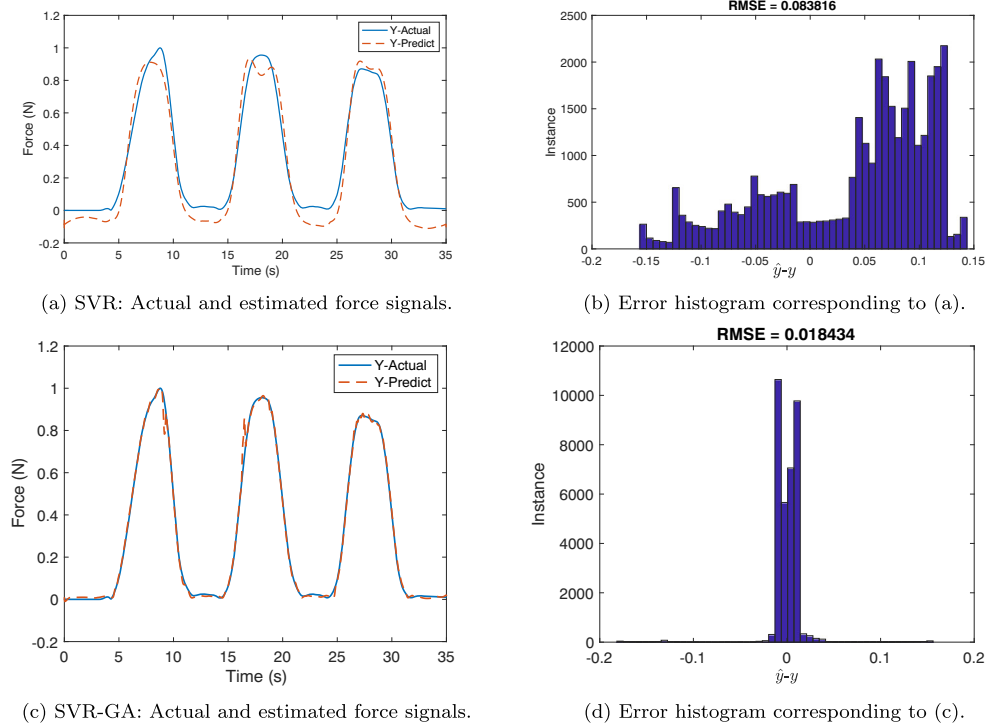 RMSE = 0.083816
1.2
1
0.8
0.6
0.4
0.2
0
-0.2
Force (N)
Y-Actual
Y-Predict
0 5 10 15 20 25 30 35
Time (s)
2500
2000
1500
1000
500
0
Instance
-0.2 -0.15 -0.1 -0.05 0 0.05 0.1 0.15
ŷ-y
(a) SVR: Actual and estimated force signals.
(b) Error histogram corresponding to (a).
RMSE = 0.018434
1.2
1
0.8
0.6
0.4
0.2
0
-0.2
Force (N)
Y-Actual
Y-Predict
0 5 10 15 20 25 30 35
Time (s)
12000
10000
8000
6000
4000
2000
0
Instance
-0.2 -0.1 0 0.1 0.2
ŷ-y
(c) SVR-GA: Actual and estimated force signals.
(d) Error histogram corresponding to (c).